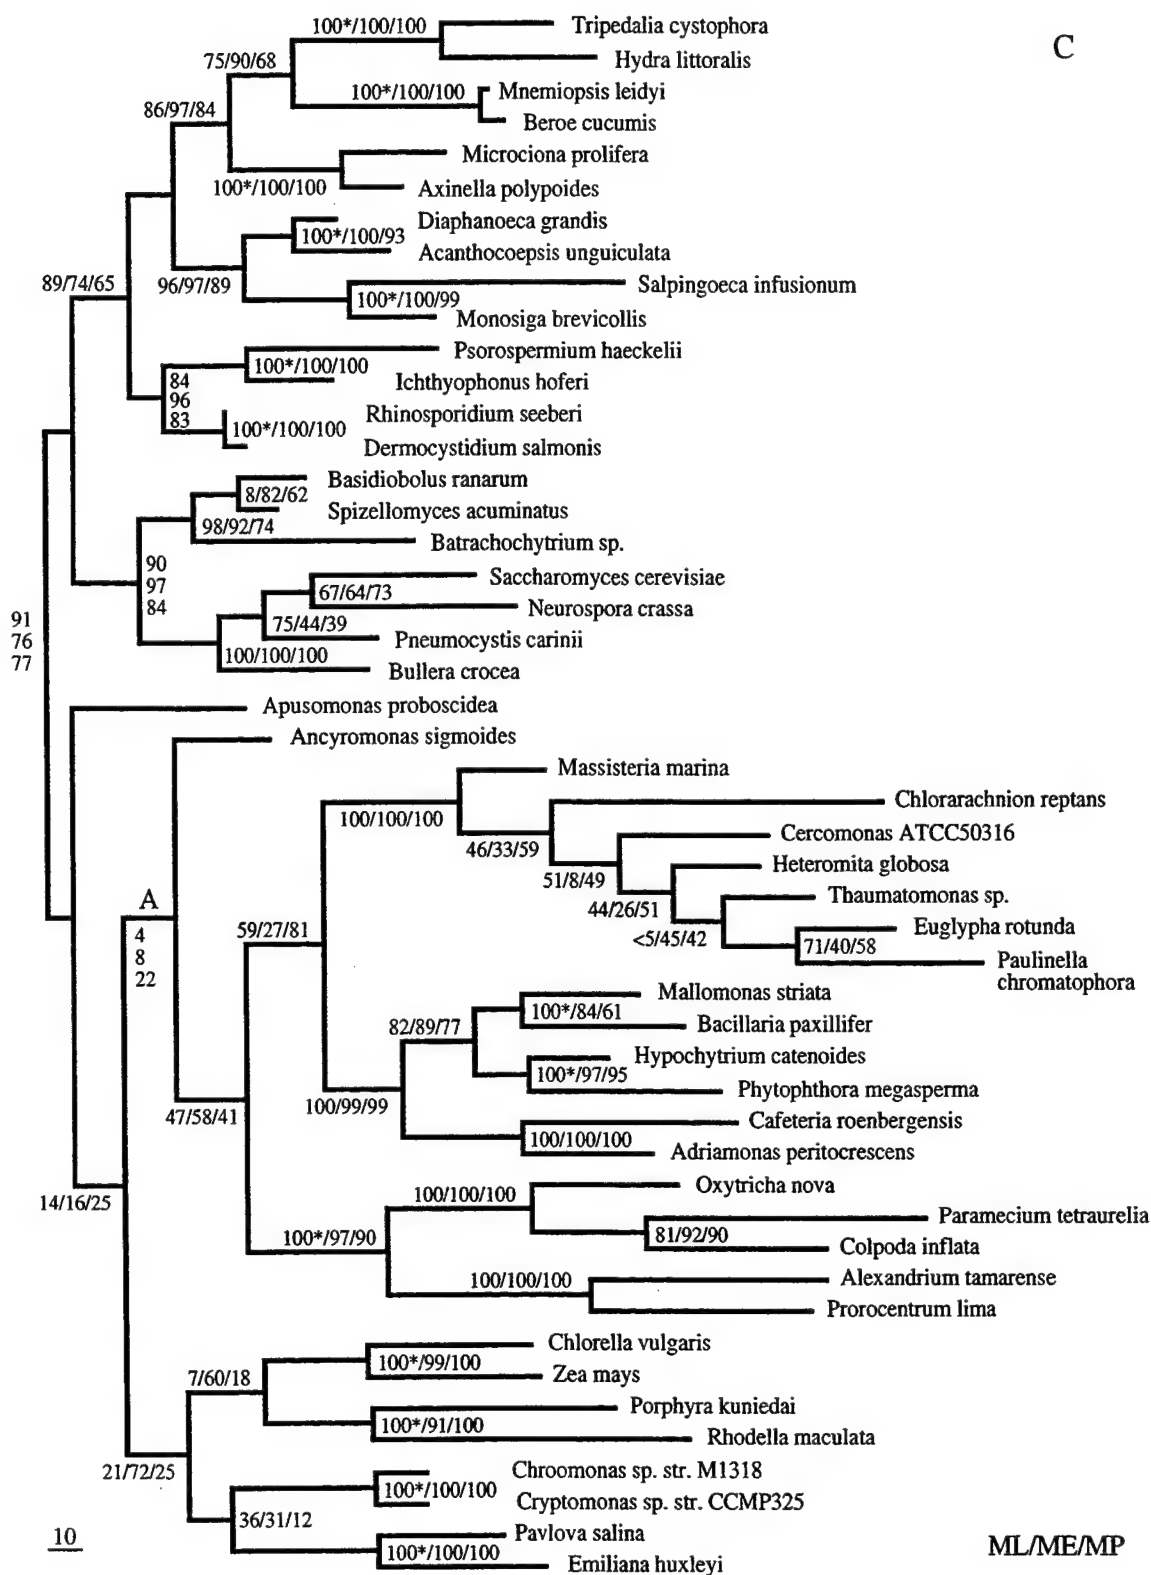 100*/100/100
Tripedalia cystophora
C
75/90/68
Hydra littoralis
100*/100/100
Mnemiopsis leidyi
86/97/84
Beroe cucumis
Microciona prolifera
100*/100/100
Axinella polypoides
Diaphanoeca grandis
100*/100/93
Acanthocoepsis unguiculata
89/74/65
96/97/89
Salpingoeca infusionum
100*/100/99
Monosiga brevicollis
Psorospermium haeckelii
100*/100/100
84
96
83
Ichthyophonus hoferi
Rhinosporidium seeberi
100*/100/100
Dermocystidium salmonis
Basidiobolus ranarum
8/82/62
Spizellomyces acuminatus
98/92/74
Batrachochytrium sp.
90
97
84
Saccharomyces cerevisiae
67/64/73
Neurospora crassa
91
76
77
75/44/39
Pneumocystis carinii
100/100/100
Bullera crocea
Apusomonas proboscidea
Ancyromonas sigmoides
Massisteria marina
100/100/100
Chlorarachnion reptans
46/33/59
Cercomonas ATCC50316
51/8/49
Heteromita globosa
A
4
8
22
44/26/51
Thaumatomonas sp.
59/27/81
<5/45/42
Euglypha rotunda
71/40/58
Paulinella
chromatophora
Mallomonas striata
100*/84/61
82/89/77
Bacillaria paxillifer
Hypochytrium catenoides
100*/97/95
Phytophthora megasperma
47/58/41
100/99/99
Cafeteria roenbergensis
100/100/100
Adriamonas peritocrescens
14/16/25
100/100/100
Oxytricha nova
Paramecium tetraurelia
100*/97/90
81/92/90
Colpoda inflata
100/100/100
Alexandrium tamarense
Prorocentrum lima
Chlorella vulgaris
100*/99/100
7/60/18
Zea mays
Porphyra kuniedai
100*/91/100
Rhodella maculata
21/72/25
Chroomonas sp. str. M1318
100*/100/100
Cryptomonas sp. str. CCMP325
36/31/12
10
Pavlova salina
100*/100/100
ML/ME/MP
Emiliana huxleyi